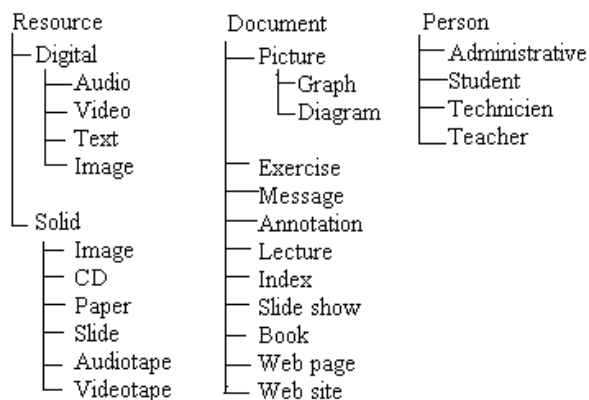 Resource
Digital
Audio
Video
Text
Image
Solid
Image
CD
Paper
Slide
Audiotape
Videotape
Document
Picture
Graph
Diagram
Exercise
Message
Annotation
Lecture
Index
Slide show
Book
Web page
Web site
Person
Administrative
Student
Technicien
Teacher